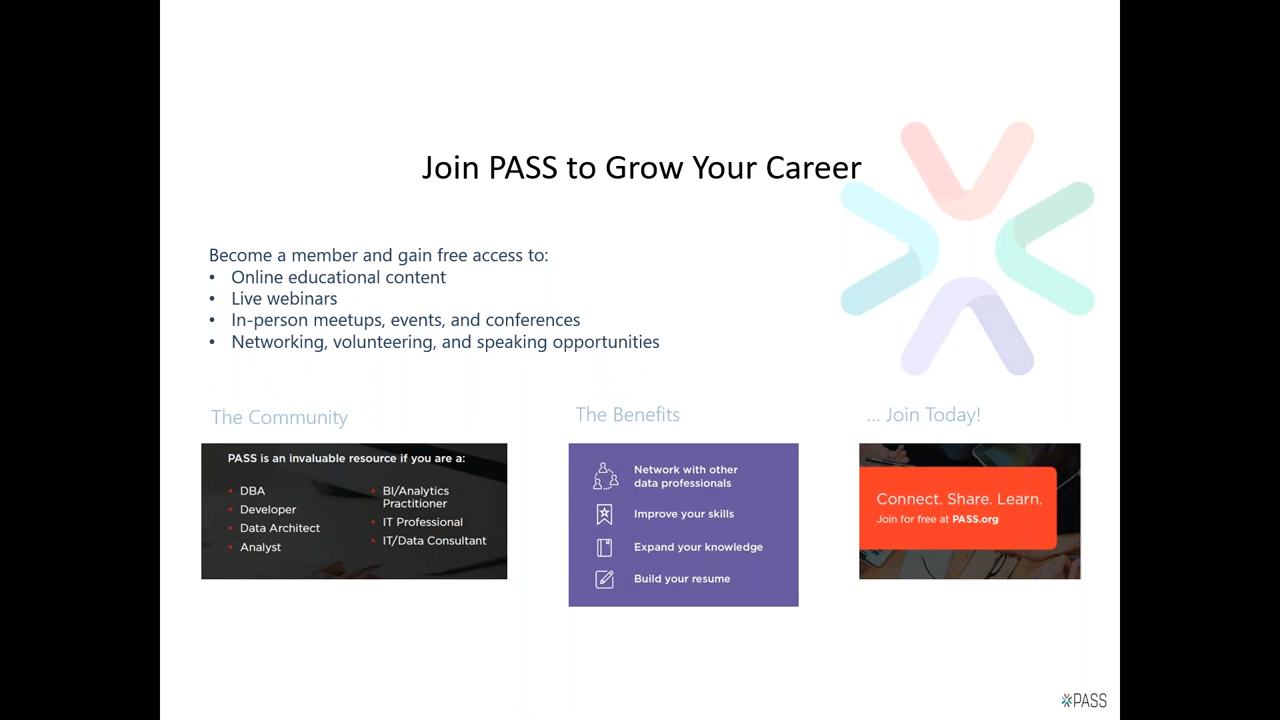 Join PASS to Grow Your Career
Become a member and gain free access to:
• Online educational content
• Live webinars
• In-person meetups, events, and conferences
• Networking, volunteering, and speaking opportunities
The Community
PASS is an invaluable resource if you are a:
• DBA
• Developer
• Data Architect
• Analyst
• BI/Analytics
Practitioner
• IT Professional
• IT/Data Consultant
The Benefits
Network with other
data professionals
Improve your skills
Expand your knowledge
Build your resume
... Join Today!
Connect. Share. Learn.
Join for free at PASS.org
PASS